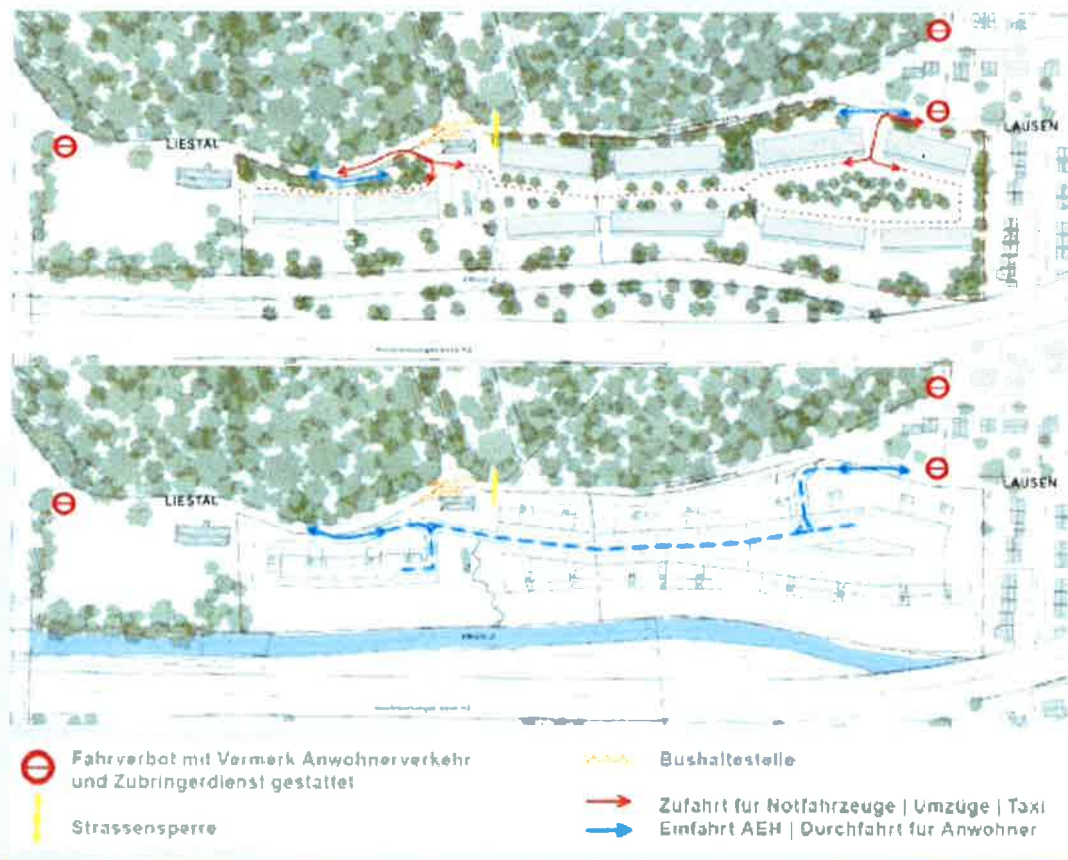 LIESTAL
LAUSEN
LIESTAL
LAUSEN
Fahrverbot mit Vermerk Anwohnerverkehr
und Zubringerdienst gestattet
Strassensperre
Bushaltestelle
Zufahrt für Notfahrzeuge | Umzüge | Taxi
Einfahrt AEH | Durchfahrt für Anwohner